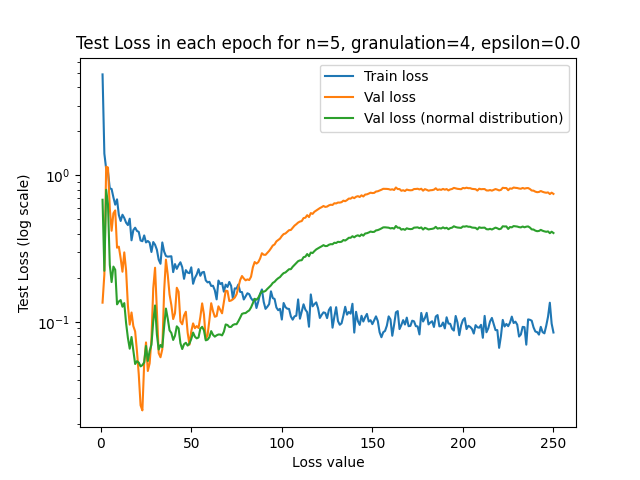 Test Loss in each epoch for n=5, granulation=4, epsilon=0.0
Train loss
Val loss
Val loss (normal distribution)
Test Loss (log scale)
10⁰
10⁻¹
0 50 100 150 200 250
Loss value